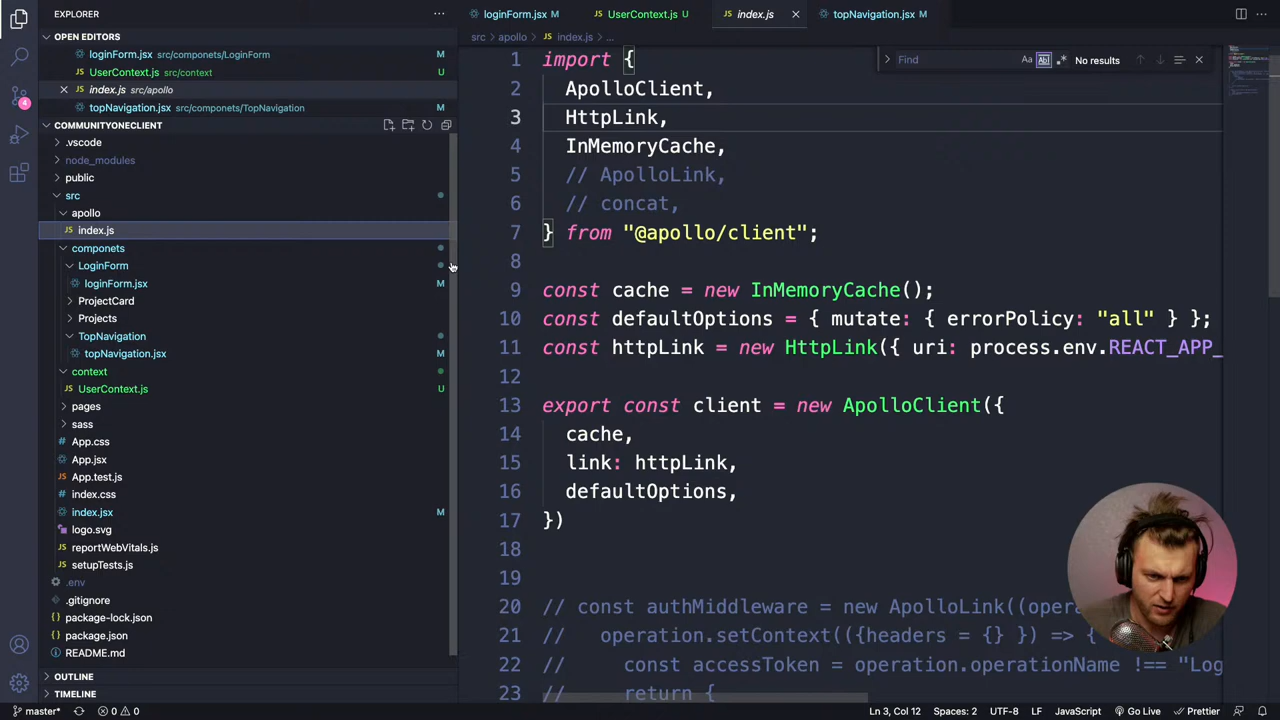 EXPLORER
loginForm.jsx M
UserContext.js U
index.js
topNavigation.jsx M
OPEN EDITORS
src > apollo > index.js > ...
loginForm.jsx src/componets/LoginForm M
UserContext.js src/context U
index.js src/apollo
topNavigation.jsx src/componets/TopNavigation M
Find
Aa Abl .* No results
COMMUNITYONECLIENT
.vscode
node_modules
public
src
apollo
index.js
componets
LoginForm
loginForm.jsx M
ProjectCard
Projects
TopNavigation
topNavigation.jsx M
context
UserContext.js U
pages
sass
App.css
App.jsx
App.test.js
index.css
index.jsx M
logo.svg
reportWebVitals.js
setupTests.js
.env
.gitignore
package-lock.json
package.json
README.md
OUTLINE
TIMELINE
4
1 import {
2 ApolloClient,
3 HttpLink,
4 InMemoryCache,
5 // ApolloLink,
6 // concat,
7 } from "@apollo/client";
8
9 const cache = new InMemoryCache();
10 const defaultOptions = { mutate: { errorPolicy: "all" } };
11 const httpLink = new HttpLink({ uri: process.env.REACT_APP_
12
13 export const client = new ApolloClient({
14 cache,
15 link: httpLink,
16 defaultOptions,
17 })
18
19
20 // const authMiddleware = new ApolloLink((opera
21 // operation.setContext(({headers = {} }) => {
22 // const accessToken = operation.operationName !== "Log
23 // return {
master* 0 0 Ln 3, Col 12 Spaces: 2 UTF-8 LF JavaScript Go Live Prettier